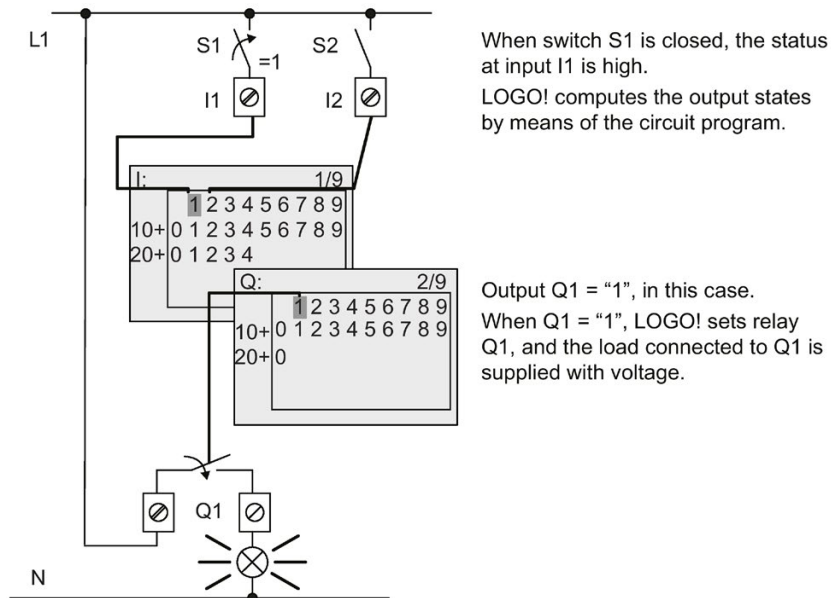 L1
S1
=1
S2
I1
I2
When switch S1 is closed, the status
at input I1 is high.
LOGO! computes the output states
by means of the circuit program.
I: 1/9
1 2 3 4 5 6 7 8 9
10+ 0 1 2 3 4 5 6 7 8 9
20+ 0 1 2 3 4
Q: 2/9
1 2 3 4 5 6 7 8 9
10+ 0 1 2 3 4 5 6 7 8 9
20+ 0
Output Q1 = “1”, in this case.
When Q1 = “1”, LOGO! sets relay
Q1, and the load connected to Q1 is
supplied with voltage.
Q1
N